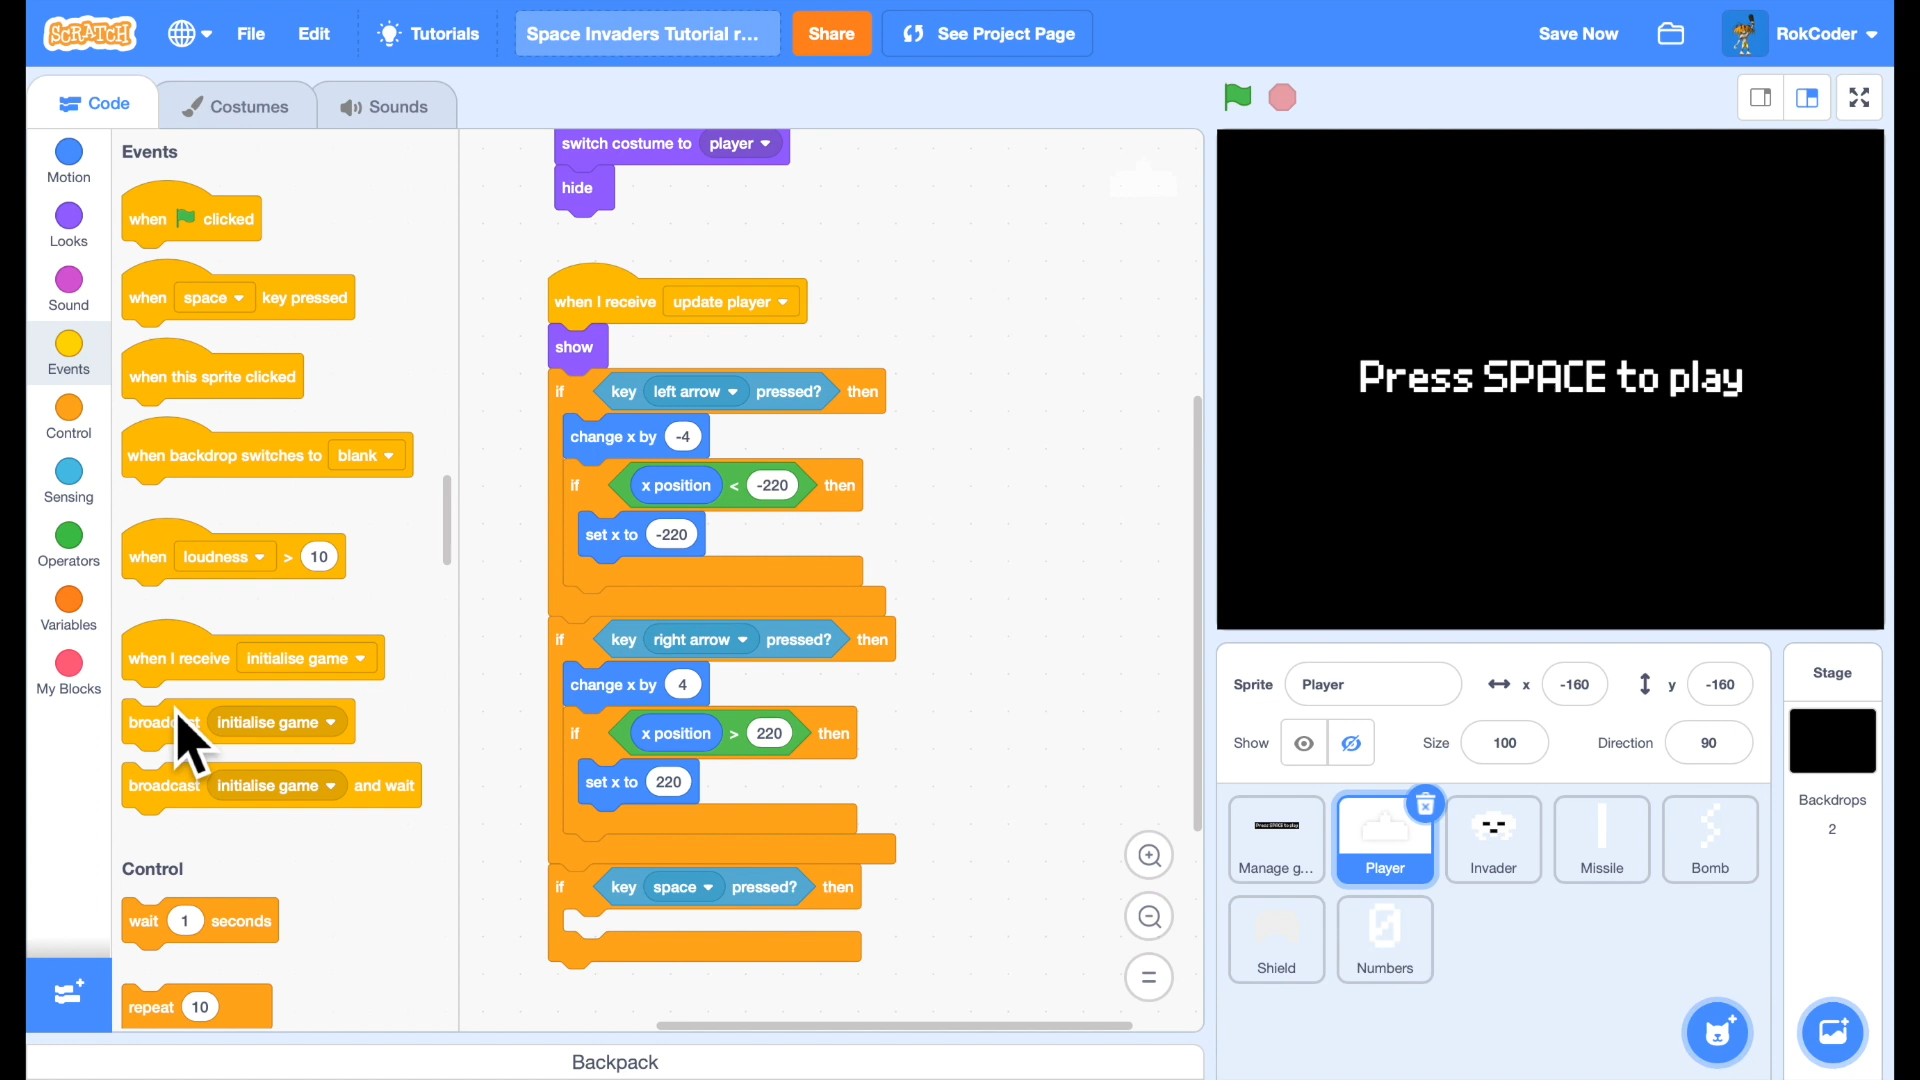 SCRATCH
File
Edit
Tutorials
Space Invaders Tutorial r...
Share
See Project Page
Save Now
RokCoder
Code
Costumes
Sounds
Motion
Looks
Sound
Events
Control
Sensing
Operators
Variables
My Blocks
Events
when clicked
when space key pressed
when this sprite clicked
when backdrop switches to blank
when loudness > 10
when I receive initialise game
initialise game
broadcast initialise game and wait
Control
wait 1 seconds
repeat 10
switch costume to player
hide
when I receive update player
show
if key left arrow pressed? then
change x by -4
if x position < -220 then
set x to -220
if key right arrow pressed? then
change x by 4
if x position > 220 then
set x to 220
if key space pressed? then
Backpack
Press SPACE to play
Sprite Player x -160 y -160
Show Size 100 Direction 90
Press SPACE to play
Manage g...
Player
Invader
Missile
Bomb
Shield
0
Numbers
Stage
Backdrops
2